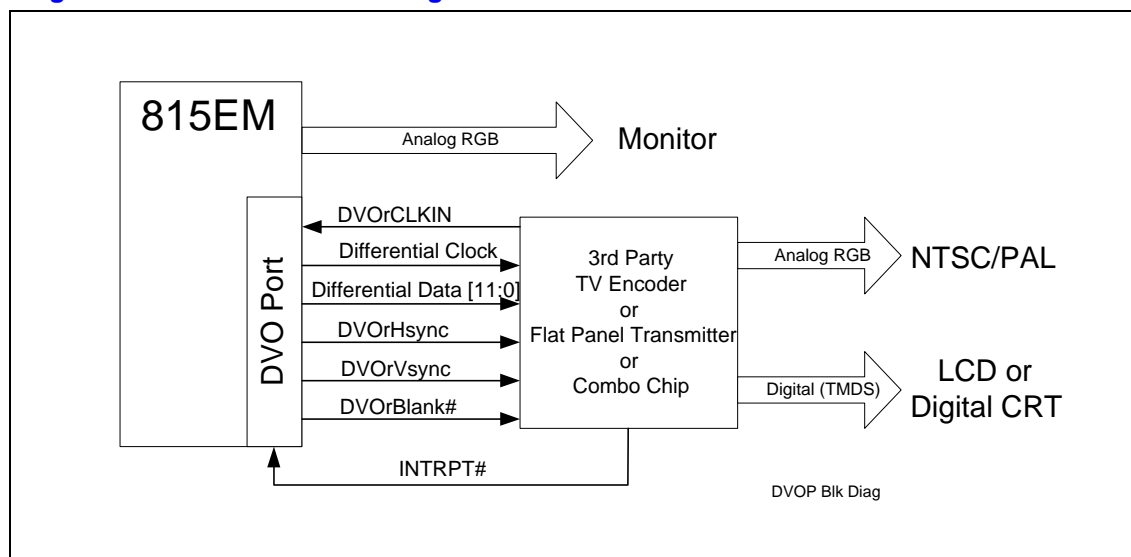 815EM
Analog RGB
Monitor
DVO Port
DVOrCLKIN
Differential Clock
Differential Data [11:0]
DVOrHsync
DVOrVsync
DVOrBlank#
INTRPT#
3rd Party
TV Encoder
or
Flat Panel Transmitter
or
Combo Chip
Analog RGB
NTSC/PAL
Digital (TMDS)
LCD or
Digital CRT
DVOP Blk Diag